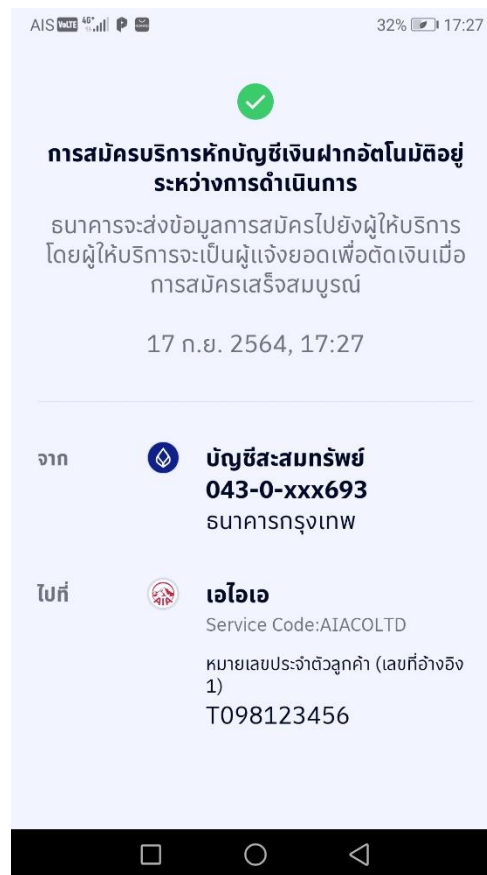 AIS VoLTE 4G+ 32% 17:27
การสมัครบริการหักบัญชีเงินฝากอัตโนมัติอยู่
ระหว่างการดำเนินการ
ธนาคารจะส่งข้อมูลการสมัครไปยังผู้ให้บริการ
โดยผู้ให้บริการจะเป็นผู้แจ้งยอดเพื่อตัดเงินเมื่อ
การสมัครเสร็จสมบูรณ์
17 ก.ย. 2564, 17:27
จาก บัญชีสะสมทรัพย์
043-0-xxx693
ธนาคารกรุงเทพ
ไปที่ AIA เอไอเอ
Service Code:AIACOLTD
หมายเลขประจำตัวลูกค้า (เลขที่อ้างอิง
1)
T098123456